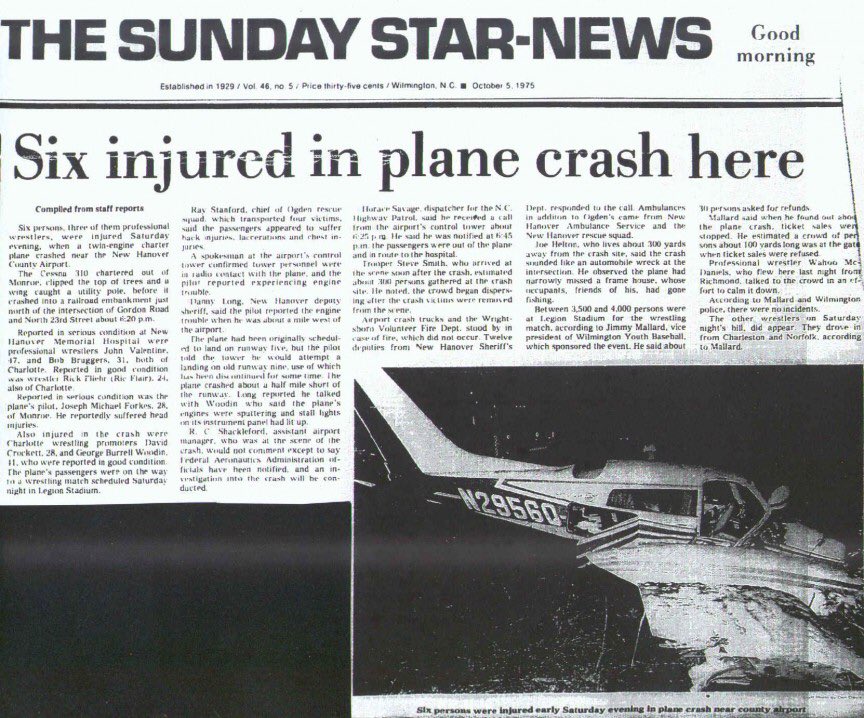 THE SUNDAY STAR-NEWS
Good
morning
Established in 1929 / Vol. 46, no. 5 / Price thirty-five cents / Wilmington, N.C. ■ October 5, 1975
Six injured in plane crash here
Compiled from staff reports
Six persons, three of them professional
wrestlers, were injured Saturday
evening, when a twin-engine charter
plane crashed near the New Hanover
County Airport.
The Cessna 310 chartered out of
Monroe, clipped the top of trees and a
wing caught a utility pole, before it
crashed into a railroad embankment just
north of the intersection of Gordon Road
and North 23rd Street about 6:20 p.m.
Reported in serious condition at New
Hanover Memorial Hospital were
professional wrestlers John Valentine,
47, and Bob Bruggers, 31, both of
Charlotte. Reported in good condition
was wrestler Rick Fliehr (Ric Flair), 24,
also of Charlotte.
Reported in serious condition was the
plane's pilot, Joseph Michael Forkes, 28,
of Monroe. He reportedly suffered head
injuries.
Also injured in the crash were
Charlotte wrestling promoters David
Crockett, 28, and George Burrell Woodin,
41, who were reported in good condition.
The plane's passengers were on the way
to a wrestling match scheduled Saturday
night in Legion Stadium.
Ray Stanford, chief of Ogden rescue
squad, which transported four victims,
said the passengers appeared to suffer
back injuries, lacerations and chest in-
juries.
A spokesman at the airport's control
tower confirmed tower personnel were
in radio contact with the plane, and the
pilot reported experiencing engine
trouble.
Danny Long, New Hanover deputy
sheriff, said the pilot reported the engine
trouble when he was about a mile west of
the airport.
The plane had been originally schedul-
ed to land on runway five, but the pilot
told the tower he would attempt a
landing on old runway nine, use of which
has been discontinued for some time. The
plane crashed about a half mile short of
the runway. Long reported he talked
with Woodin who said the plane's
engines were sputtering and stall lights
on its instrument panel had lit up.
R. C. Shackleford, assistant airport
manager, who was at the scene of the
crash, would not comment except to say
Federal Aeronautics Administration of-
ficials have been notified, and an in-
vestigation into the crash will be con-
ducted.
Horace Savage, dispatcher for the N.C.
Highway Patrol, said he received a call
from the airport's control tower about
6:25 p.m. He said he was notified at 6:45
p.m. the passengers were out of the plane
and in route to the hospital.
Trooper Steve Smith, who arrived at
the scene soon after the crash, estimated
about 300 persons gathered at the crash
site. He noted, the crowd began dispers-
ing after the crash victims were removed
from the scene.
Airport crash trucks and the Wright-
sboro Volunteer Fire Dept. stood by in
case of fire, which did not occur. Twelve
deputies from New Hanover Sheriff's
Dept. responded to the call. Ambulances
in addition to Ogden's came from New
Hanover Ambulance Service and the
New Hanover rescue squad.
Joe Helton, who lives about 300 yards
away from the crash site, said the crash
sounded like an automobile wreck at the
intersection. He observed the plane had
narrowly missed a frame house, whose
occupants, friends of his, had gone
fishing.
Between 3,500 and 4,000 persons were
at Legion Stadium for the wrestling
match, according to Jimmy Mallard, vice
president of Wilmington Youth Baseball,
which sponsored the event. He said about
30 persons asked for refunds.
Mallard said when he found out about
the plane crash, ticket sales were
stopped. He estimated a crowd of per-
sons about 100 yards long was at the gate
when ticket sales were refused.
Professional wrestler Wahoo Mc-
Daniels, who flew here last night from
Richmond, talked to the crowd in an ef-
fort to calm it down.
According to Mallard and Wilmington
police, there were no incidents.
The other wrestlers on Saturday
night's bill, did appear. They drove in
from Charleston and Norfolk, according
to Mallard.
N2956Q
Six persons were injured early Saturday evening in plane crash near county airport